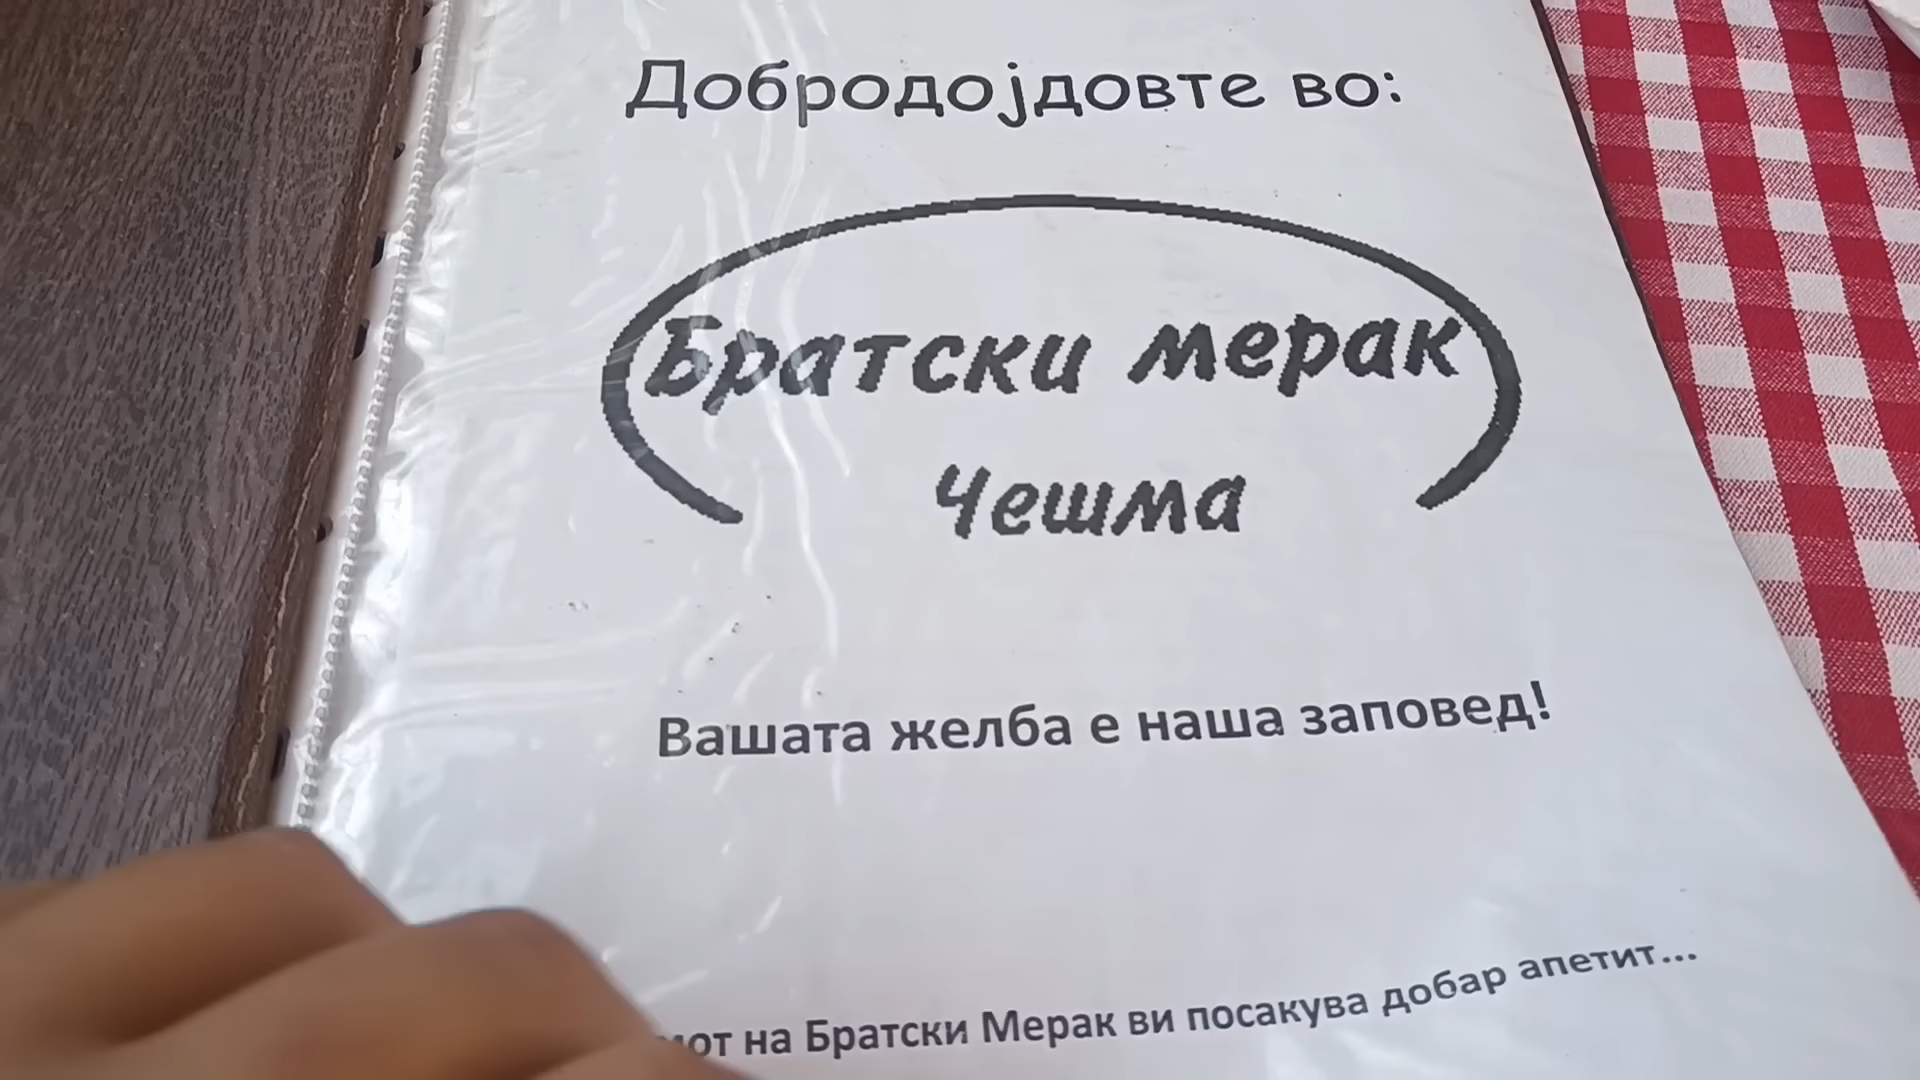 Добродојдовте во:
Братски мерак
Чешма
Вашата желба е наша заповед!
на Братски Мерак ви посакува добар апетит...